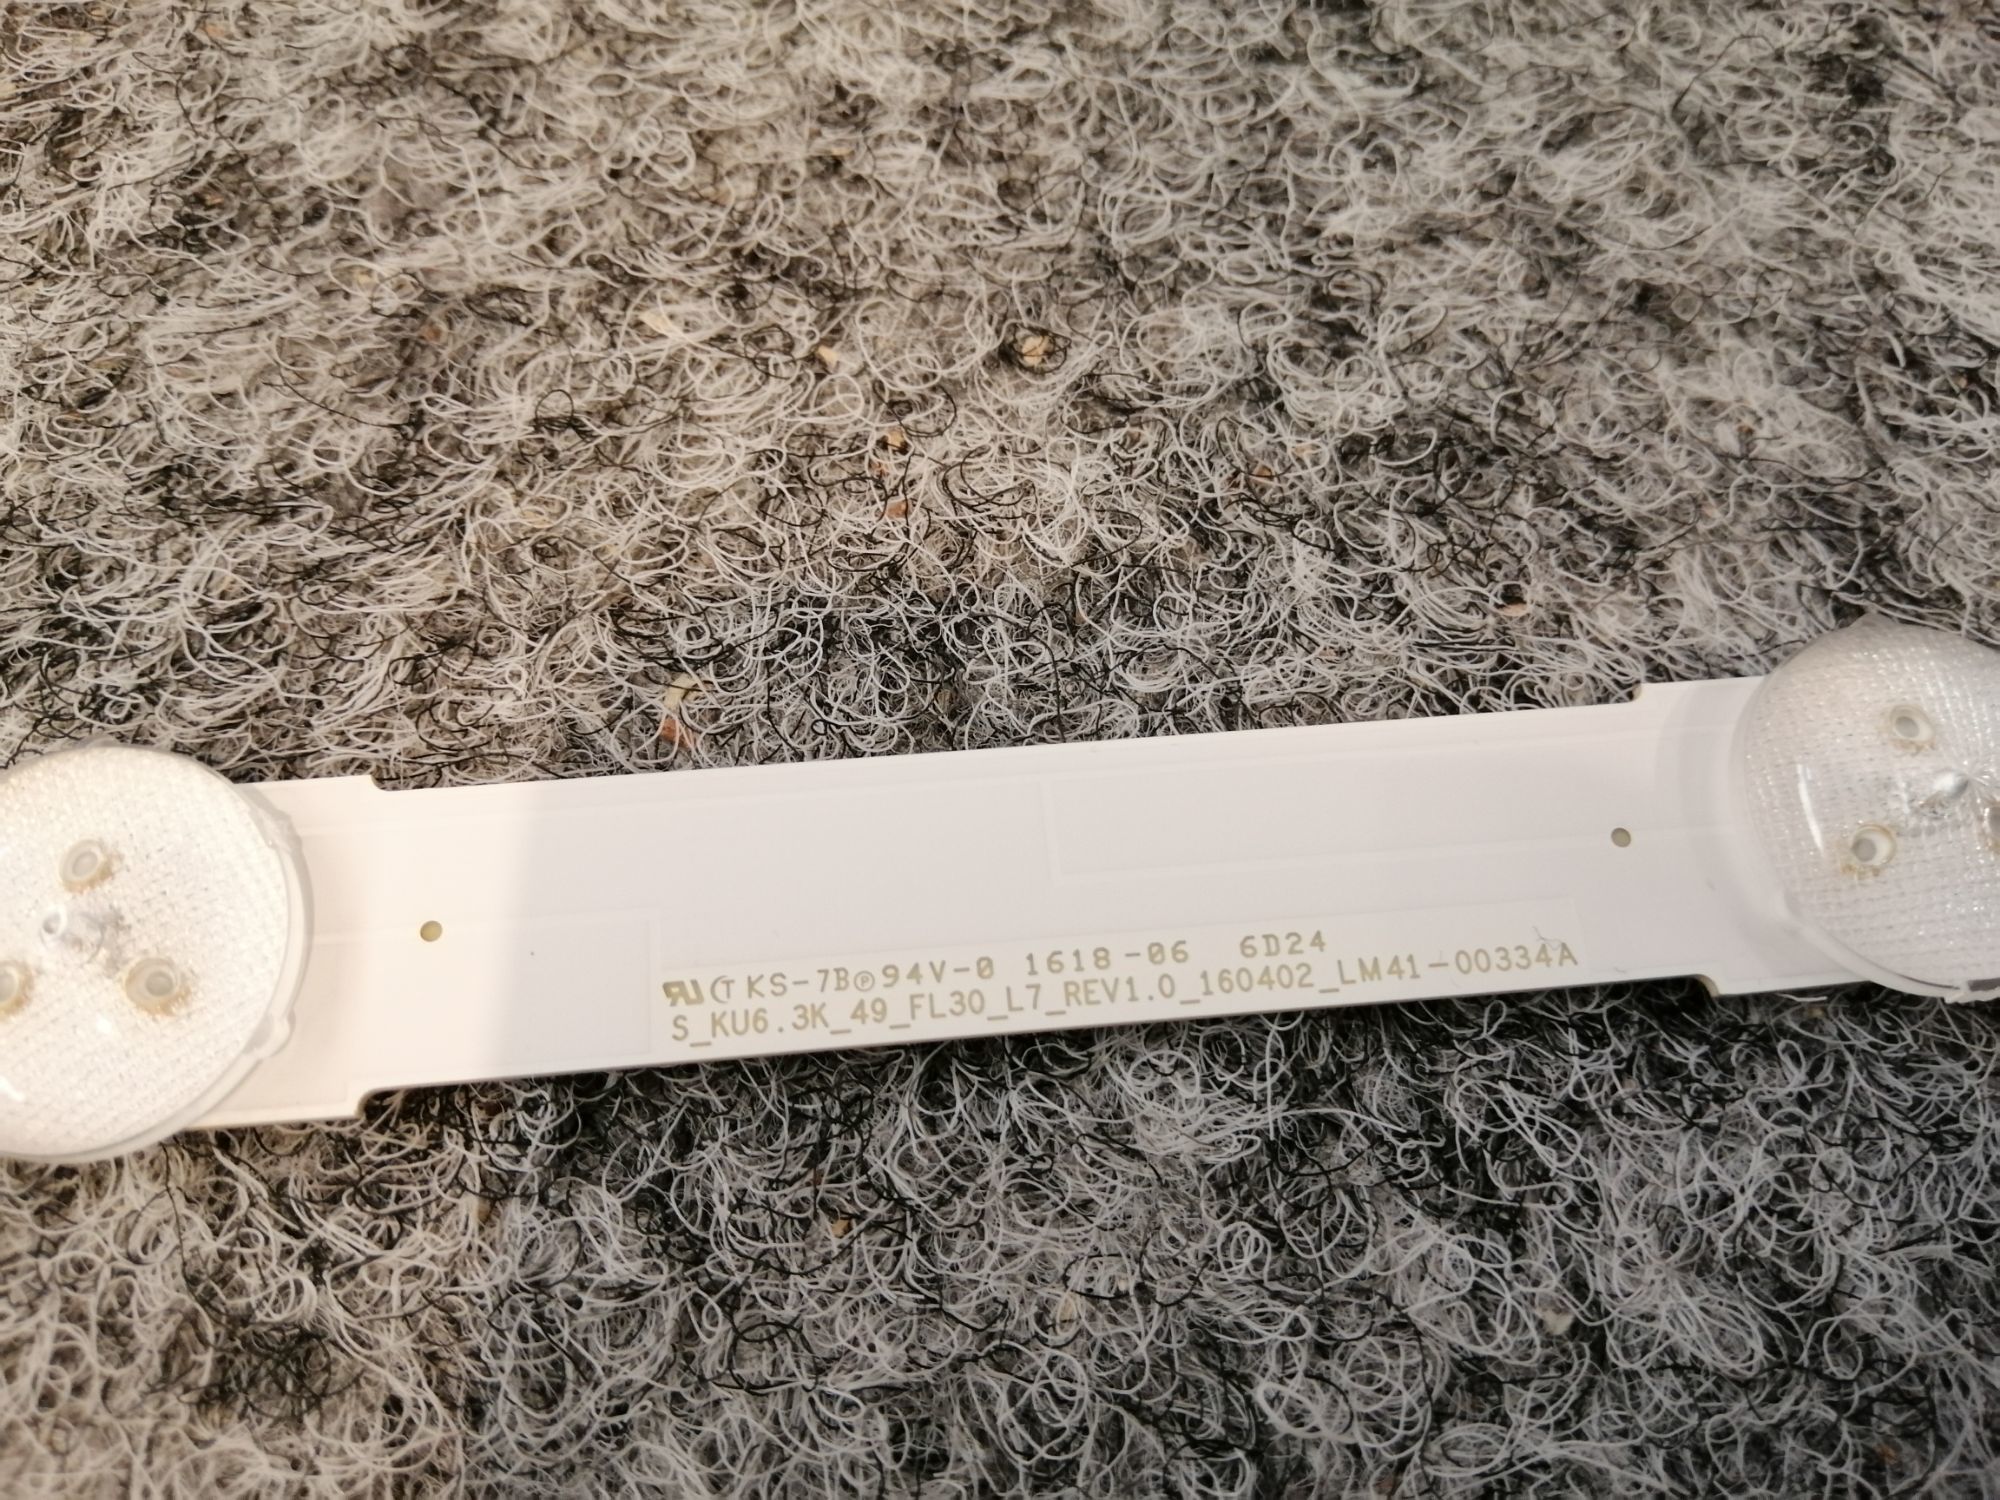 KS-7B℗94V-0 1618-06 6D24
S_KU6.3K_49_FL30_L7_REV1.0_160402_LM41-00334A